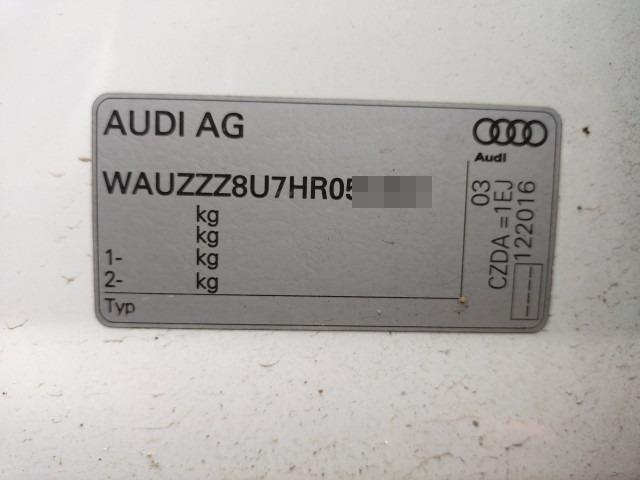 AUDI AG
Audi
WAUZZZ8U7HR05
kg
kg
1- kg
2- kg
Typ
03
CZDA = 1EJ
122016